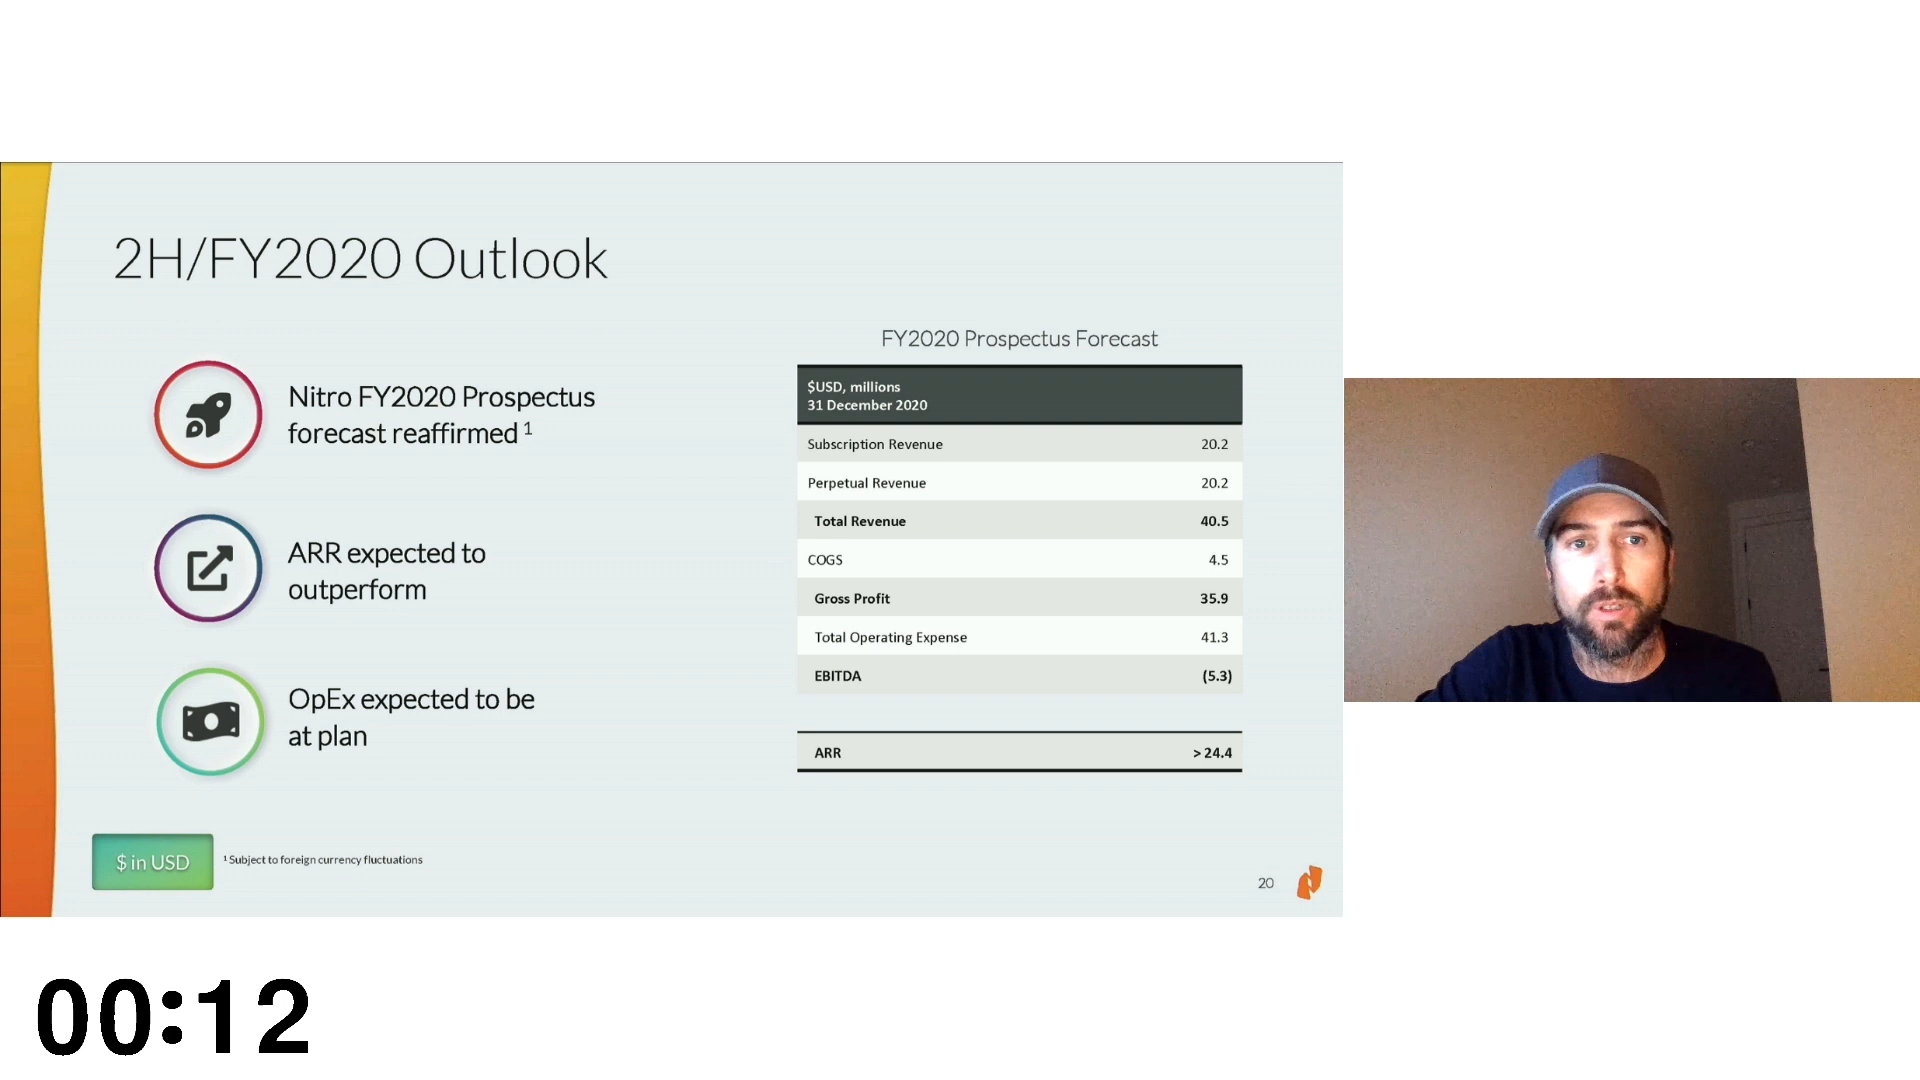 2H/FY2020 Outlook
Nitro FY2020 Prospectus
forecast reaffirmed 1
ARR expected to
outperform
OpEx expected to be
at plan
FY2020 Prospectus Forecast
$USD, millions
31 December 2020
Subscription Revenue 20.2
Perpetual Revenue 20.2
Total Revenue 40.5
COGS 4.5
Gross Profit 35.9
Total Operating Expense 41.3
EBITDA (5.3)
ARR > 24.4
$ in USD
1 Subject to foreign currency fluctuations
20
00:12